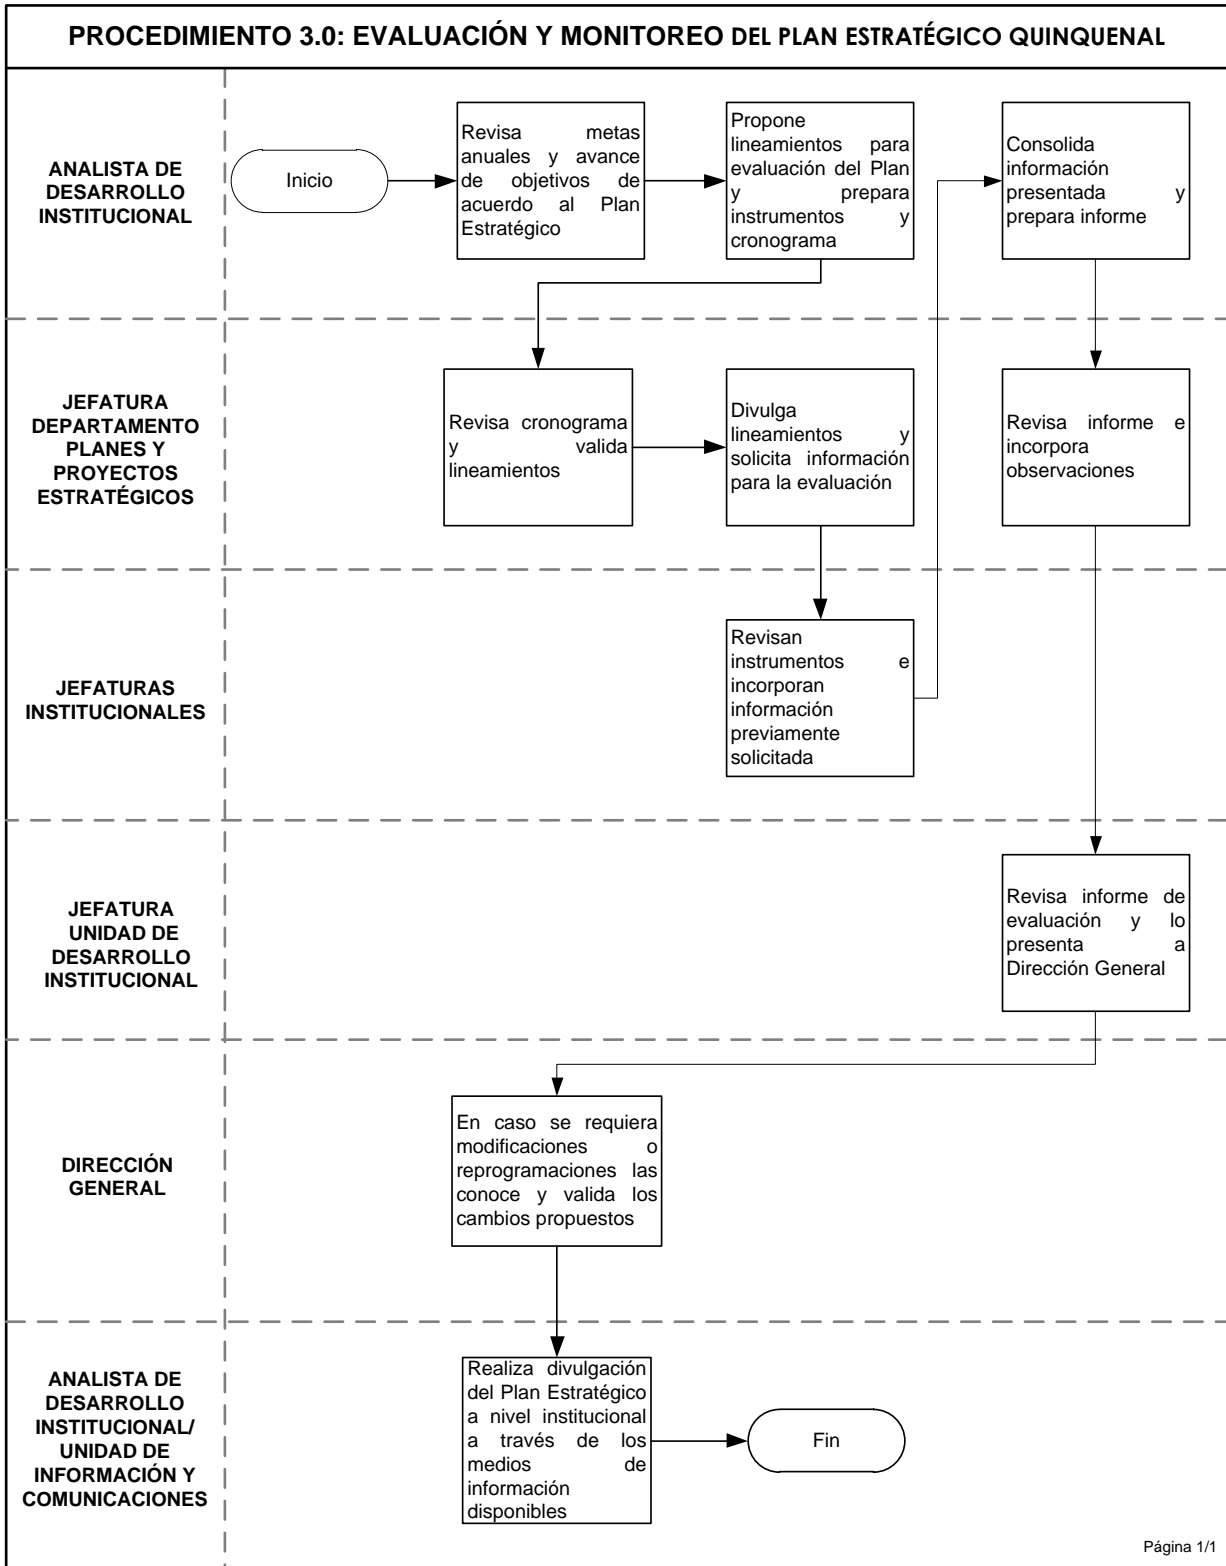 PROCEDIMIENTO 3.0: EVALUACIÓN Y MONITOREO DEL PLAN ESTRATÉGICO QUINQUENAL
ANALISTA DE
DESARROLLO
INSTITUCIONAL
Inicio
Revisa metas
anuales y avance
de objetivos de
acuerdo al Plan
Estratégico
Propone
lineamientos para
evaluación del Plan
y prepara
instrumentos y
cronograma
Consolida
información
presentada y
prepara informe
JEFATURA
DEPARTAMENTO
PLANES Y
PROYECTOS
ESTRATÉGICOS
Revisa cronograma
y valida
lineamientos
Divulga
lineamientos y
solicita información
para la evaluación
Revisa informe e
incorpora
observaciones
JEFATURAS
INSTITUCIONALES
Revisan
instrumentos e
incorporan
información
previamente
solicitada
JEFATURA
UNIDAD DE
DESARROLLO
INSTITUCIONAL
Revisa informe de
evaluación y lo
presenta a
Dirección General
DIRECCIÓN
GENERAL
En caso se requiera
modificaciones o
reprogramaciones las
conoce y valida los
cambios propuestos
ANALISTA DE
DESARROLLO
INSTITUCIONAL/
UNIDAD DE
INFORMACIÓN Y
COMUNICACIONES
Realiza divulgación
del Plan Estratégico
a nivel institucional
a través de los
medios de
información
disponibles
Fin
Página 1/1